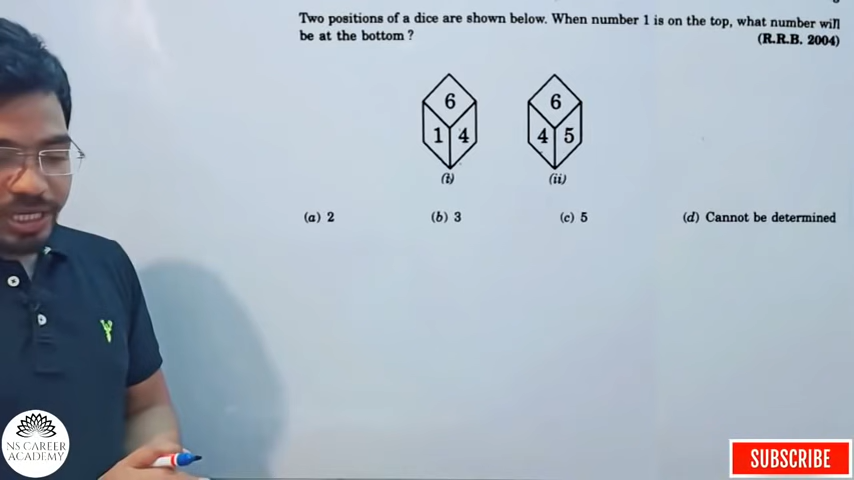 Two positions of a dice are shown below. When number 1 is on the top, what number will
be at the bottom ?
(R.R.B. 2004)
6
1 4
(i)
6
4 5
(ii)
(a) 2
(b) 3
(c) 5
(d) Cannot be determined
NS CAREER
ACADEMY
SUBSCRIBE